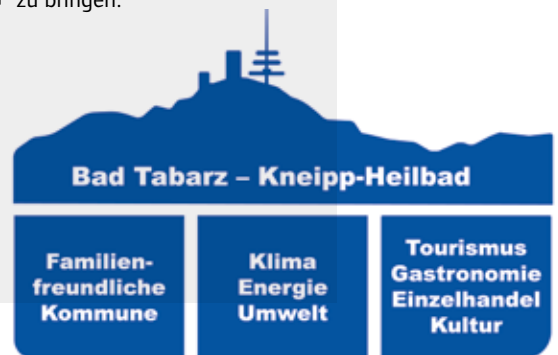 zu bringen.
Bad Tabarz – Kneipp-Heilbad
Familien-
freundliche
Kommune
Klima
Energie
Umwelt
Tourismus
Gastronomie
Einzelhandel
Kultur